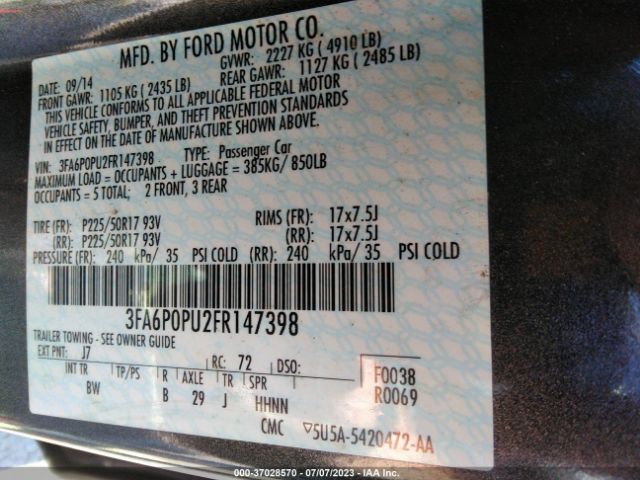 MFD. BY FORD MOTOR CO.
DATE: 09/14 GVWR: 2227 KG ( 4910 LB)
FRONT GAWR: 1105 KG ( 2435 LB) REAR GAWR: 1127 KG ( 2485 LB)
THIS VEHICLE CONFORMS TO ALL APPLICABLE FEDERAL MOTOR
VEHICLE SAFETY, BUMPER, AND THEFT PREVENTION STANDARDS
IN EFFECT ON THE DATE OF MANUFACTURE SHOWN ABOVE.
VIN: 3FA6P0PU2FR147398 TYPE: Passenger Car
MAXIMUM LOAD = OCCUPANTS + LUGGAGE = 385KG/ 850LB
OCCUPANTS = 5 TOTAL; 2 FRONT, 3 REAR
TIRE (FR): P225/50R17 93V RIMS (FR): 17x7.5J
(RR): P225/50R17 93V (RR): 17x7.5J
PRESSURE (FR): 240 kPa/ 35 PSI COLD (RR): 240 kPa/ 35 PSI COLD
3FA6P0PU2FR147398
TRAILER TOWING - SEE OWNER GUIDE
EXT PNT: J7 RC: 72 DSO: F0038
INT TR TP/PS R AXLE TR SPR R0069
BW B 29 J HHNN
CMC ▽5U5A-5420472-AA
000-37028570 | 07/07/2023 - IAA Inc.